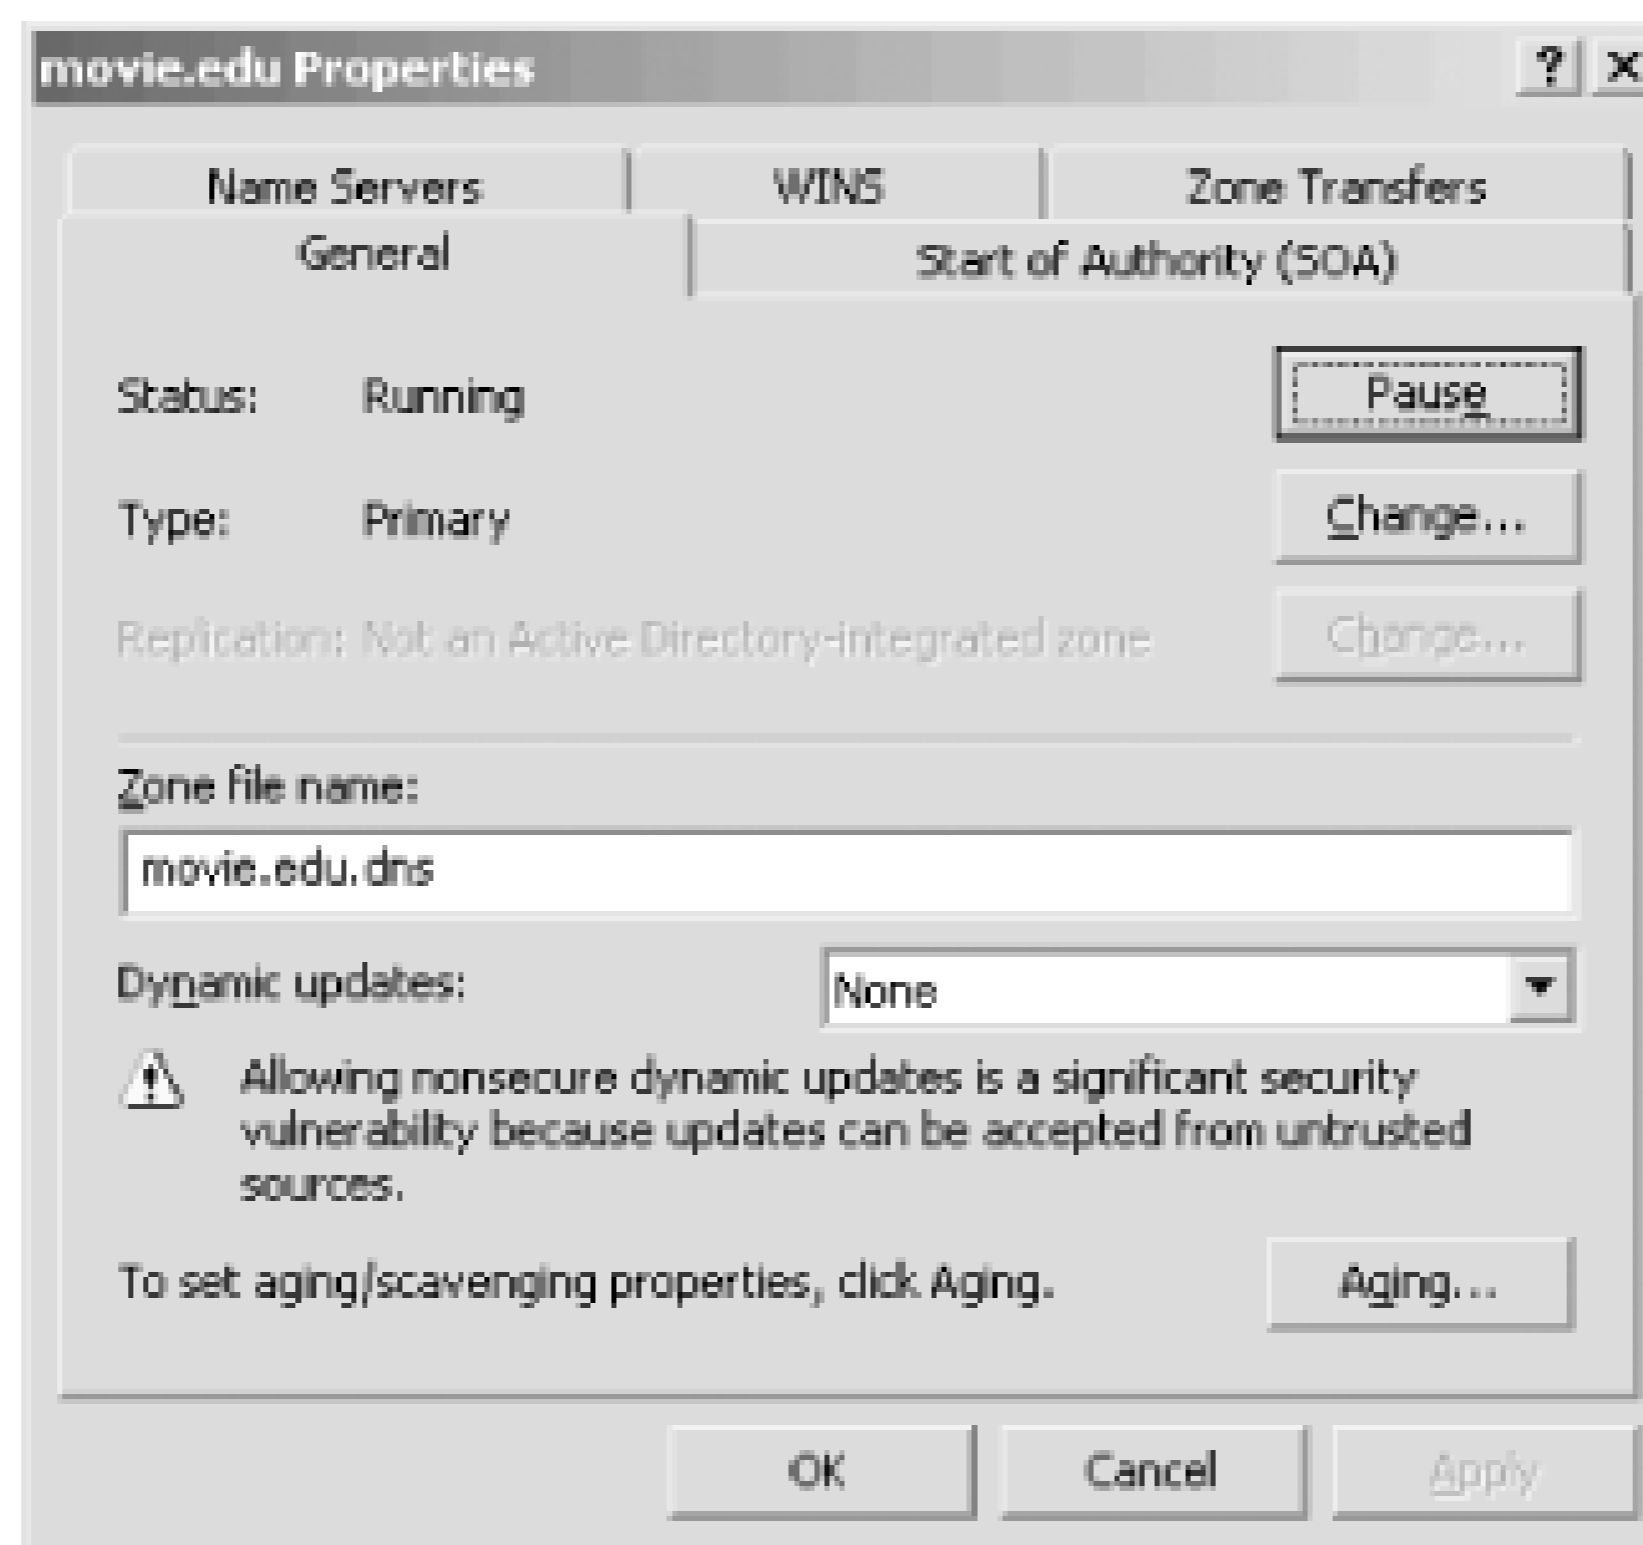 movie.edu Properties
Name Servers WINS Zone Transfers
General Start of Authority (SOA)
Status: Running Pause
Type: Primary Change...
Replication: Not an Active Directory-integrated zone Change...
Zone file name:
movie.edu.dns
Dynamic updates: None
Allowing nonsecure dynamic updates is a significant security
vulnerability because updates can be accepted from untrusted
sources.
To set aging/scavenging properties, click Aging. Aging...
OK Cancel Apply